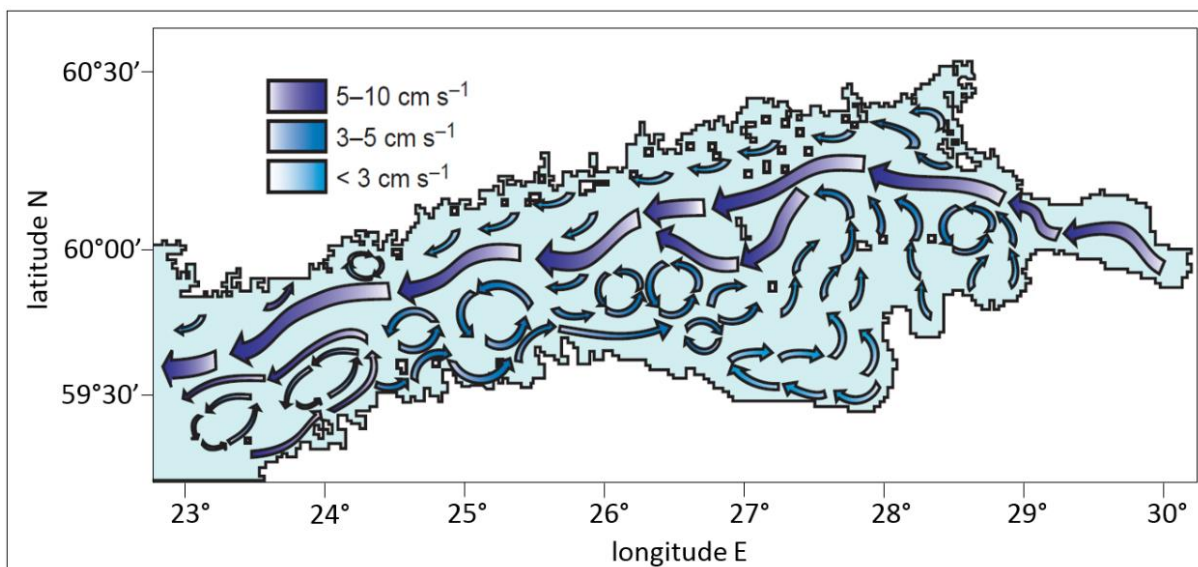 5–10 cm s⁻¹
3–5 cm s⁻¹
< 3 cm s⁻¹
60°30’
60°00’
59°30’
latitude N
23° 24° 25° 26° 27° 28° 29° 30°
longitude E